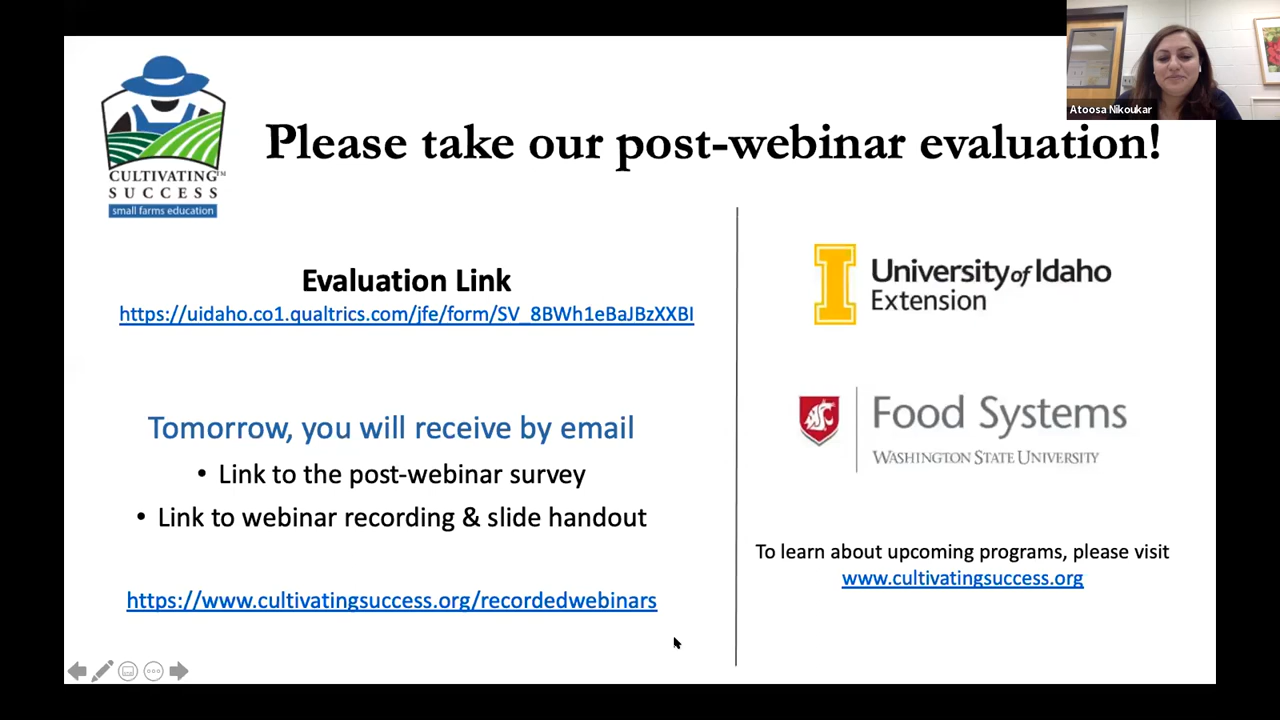 Atoosa Nikoukar
Please take our post-webinar evaluation!
CULTIVATING™
SUCCESS
small farms education
Evaluation Link
https://uidaho.co1.qualtrics.com/jfe/form/SV_8BWh1eBaJBzXXBI
Tomorrow, you will receive by email
• Link to the post-webinar survey
• Link to webinar recording & slide handout
https://www.cultivatingsuccess.org/recordedwebinars
University of Idaho
Extension
Food Systems
WASHINGTON STATE UNIVERSITY
To learn about upcoming programs, please visit
www.cultivatingsuccess.org